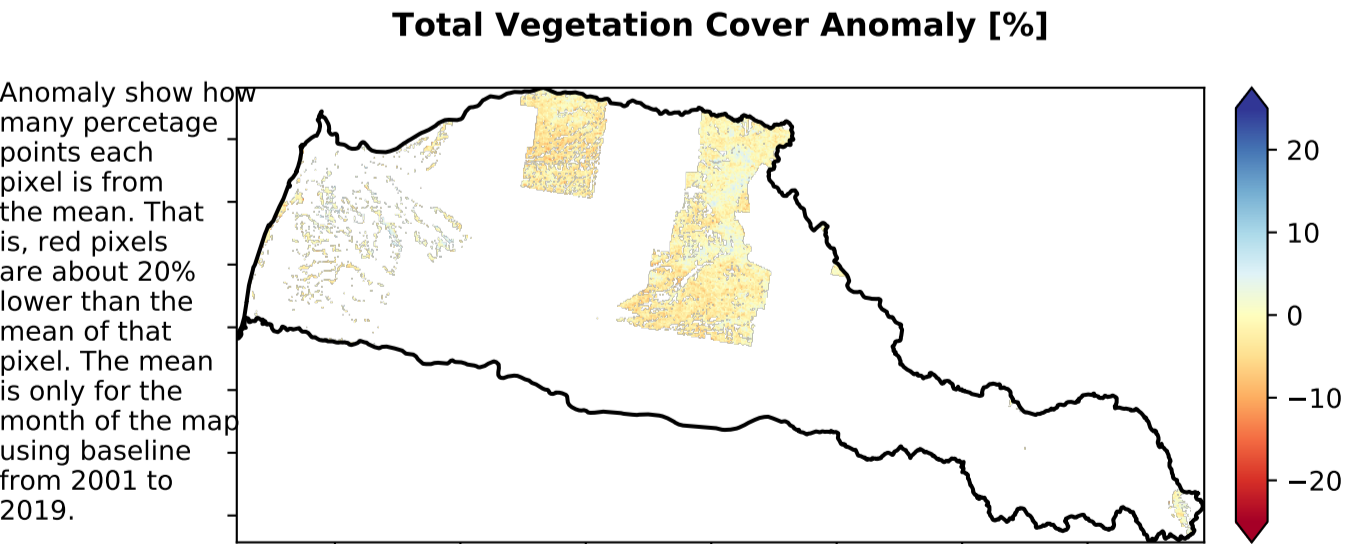 Total Vegetation Cover Anomaly [%]
Anomaly show how
many percetage
points each
pixel is from
the mean. That
is, red pixels
are about 20%
lower than the
mean of that
pixel. The mean
is only for the
month of the map
using baseline
from 2001 to
2019.
20
10
0
−10
−20